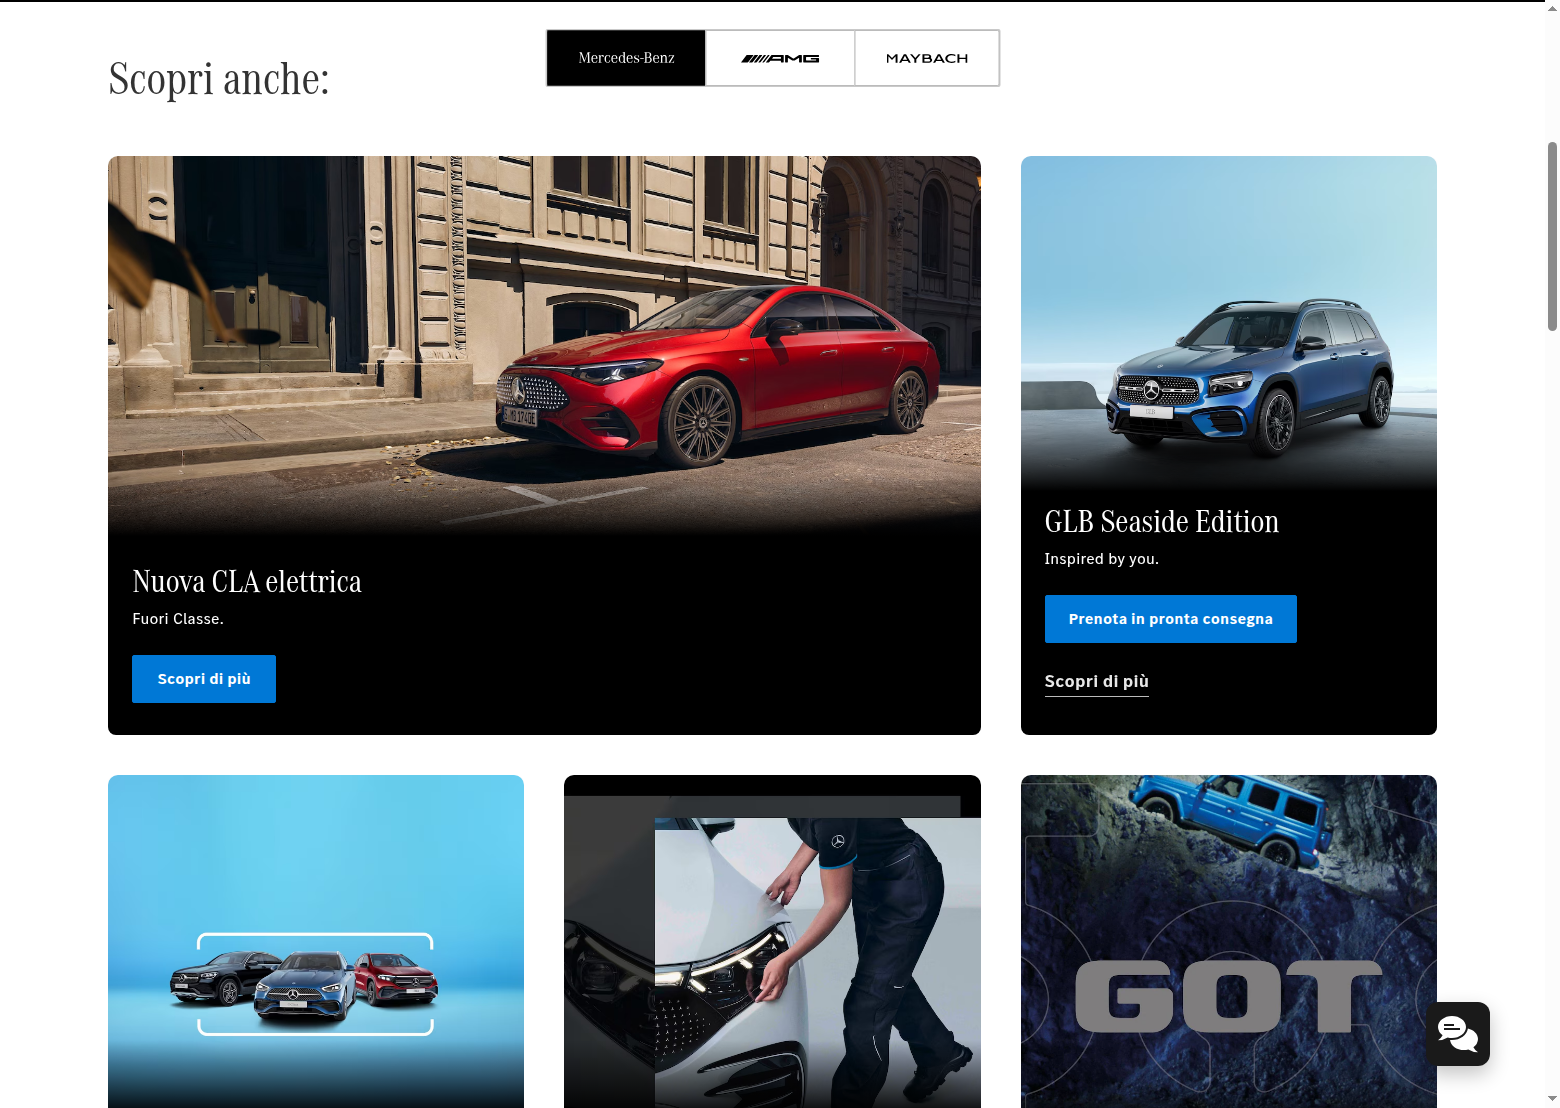 Scopri anche:
Mercedes-Benz
AMG
MAYBACH
Nuova CLA elettrica
Fuori Classe.
Scopri di più
GLB Seaside Edition
Inspired by you.
Prenota in pronta consegna
Scopri di più
GOT